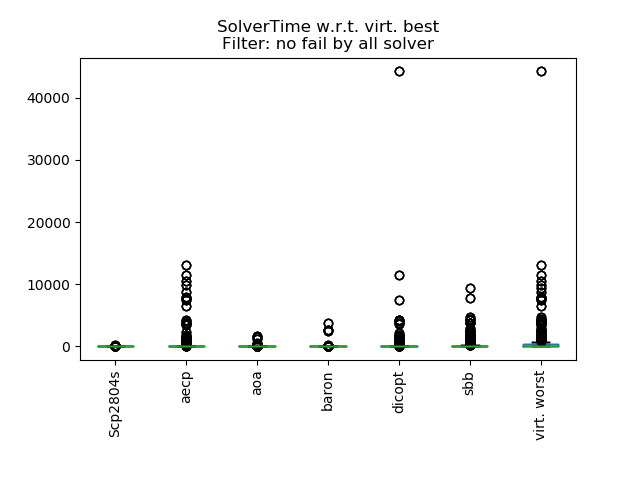 SolverTime w.r.t. virt. best
Filter: no fail by all solver
40000
30000
20000
10000
0
Scp2804s
aecp
aoa
baron
dicopt
sbb
virt. worst